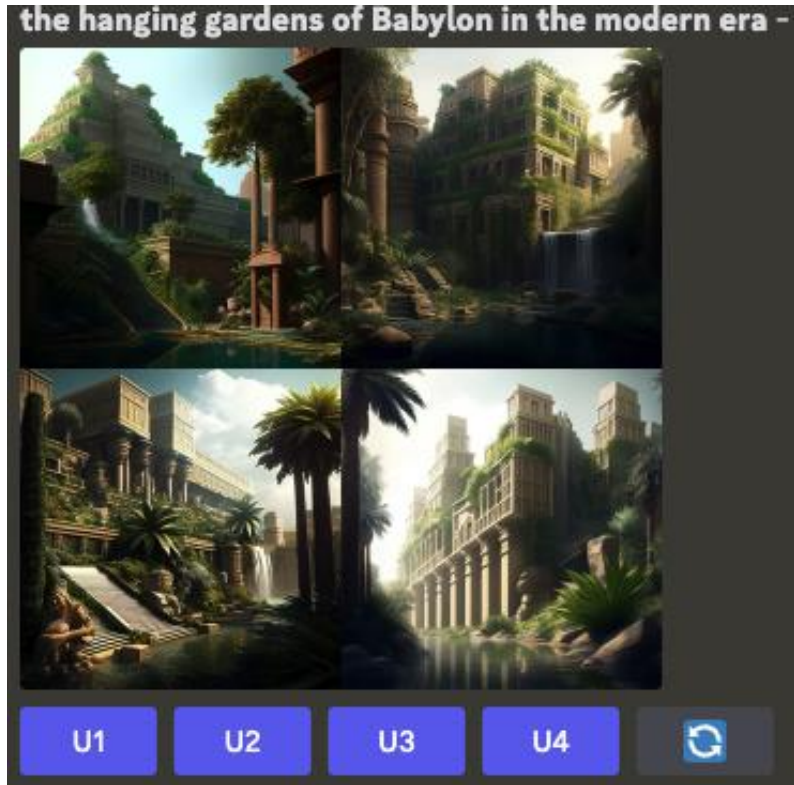 the hanging gardens of Babylon in the modern era -
U1 U2 U3 U4